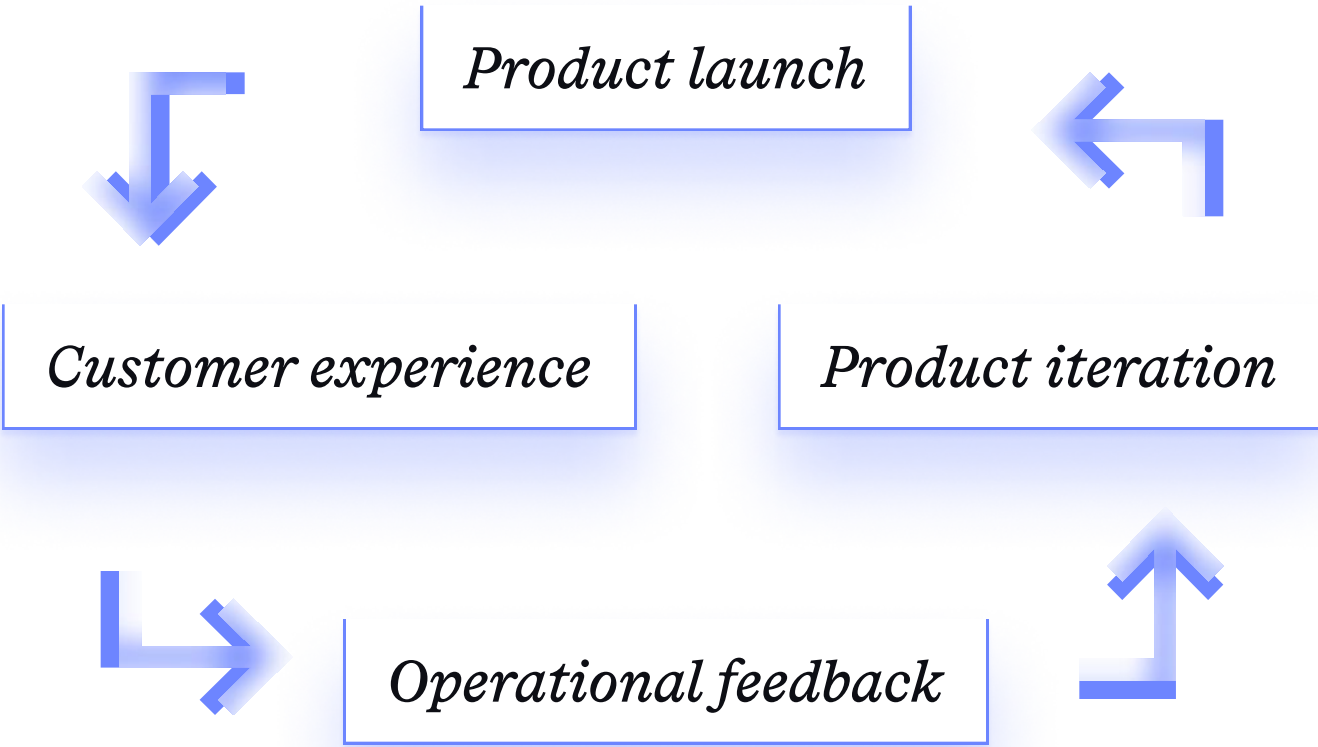 Product launch
Customer experience
Product iteration
Operational feedback